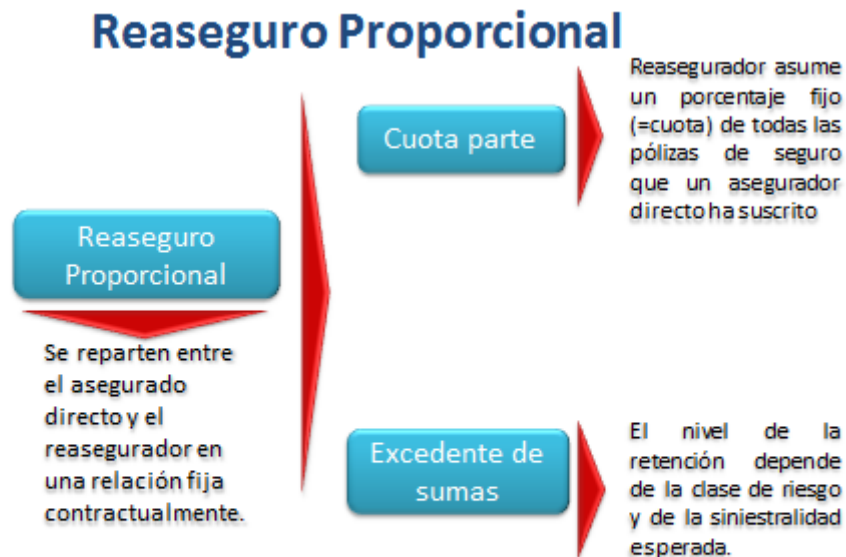 Reaseguro Proporcional
Reaseguro
Proporcional
Se reparten entre
el asegurado
directo y el
reasegurador en
una relación fija
contractualmente.
Cuota parte
Reasegurador asume
un porcentaje fijo
(=cuota) de todas las
pólizas de seguro
que un asegurador
directo ha suscrito
Excedente de
sumas
El nivel de la
retención depende
de la clase de riesgo
y de la siniestralidad
esperada.